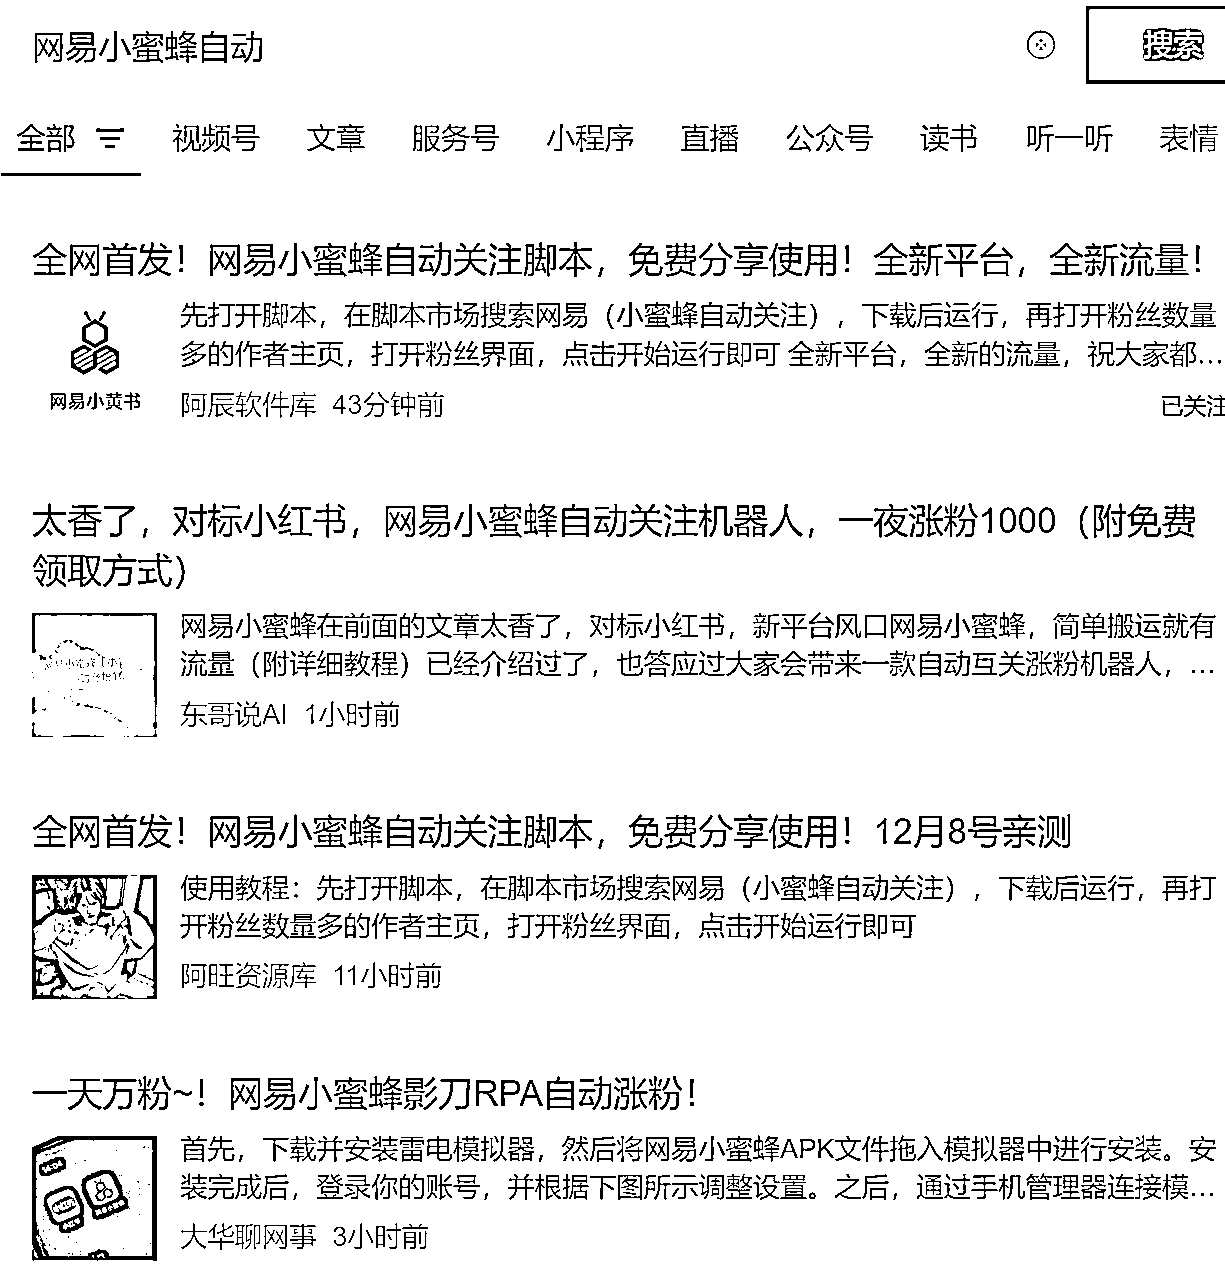 网易小蜜蜂自动
搜索
全部 视频号 文章 服务号 小程序 直播 公众号 读书 听一听 表情
全网首发！网易小蜜蜂自动关注脚本，免费分享使用！全新平台，全新流量！
先打开脚本，在脚本市场搜索网易（小蜜蜂自动关注），下载后运行，再打开粉丝数量
多的作者主页，打开粉丝界面，点击开始运行即可 全新平台，全新的流量，祝大家都...
网易小黄书
阿辰软件库 43分钟前
已关注
太香了，对标小红书，网易小蜜蜂自动关注机器人，一夜涨粉1000（附免费
领取方式）
网易小蜜蜂在前面的文章太香了，对标小红书，新平台风口网易小蜜蜂，简单搬运就有
流量（附详细教程）已经介绍过了，也答应过大家会带来一款自动互关涨粉机器人，...
东哥说AI 1小时前
全网首发！网易小蜜蜂自动关注脚本，免费分享使用！12月8号亲测
使用教程：先打开脚本，在脚本市场搜索网易（小蜜蜂自动关注），下载后运行，再打
开粉丝数量多的作者主页，打开粉丝界面，点击开始运行即可
阿旺资源库 11小时前
一天万粉~！网易小蜜蜂影刀RPA自动涨粉！
首先，下载并安装雷电模拟器，然后将网易小蜜蜂APK文件拖入模拟器中进行安装。安
装完成后，登录你的账号，并根据下图所示调整设置。之后，通过手机管理器连接模...
大华聊网事 3小时前